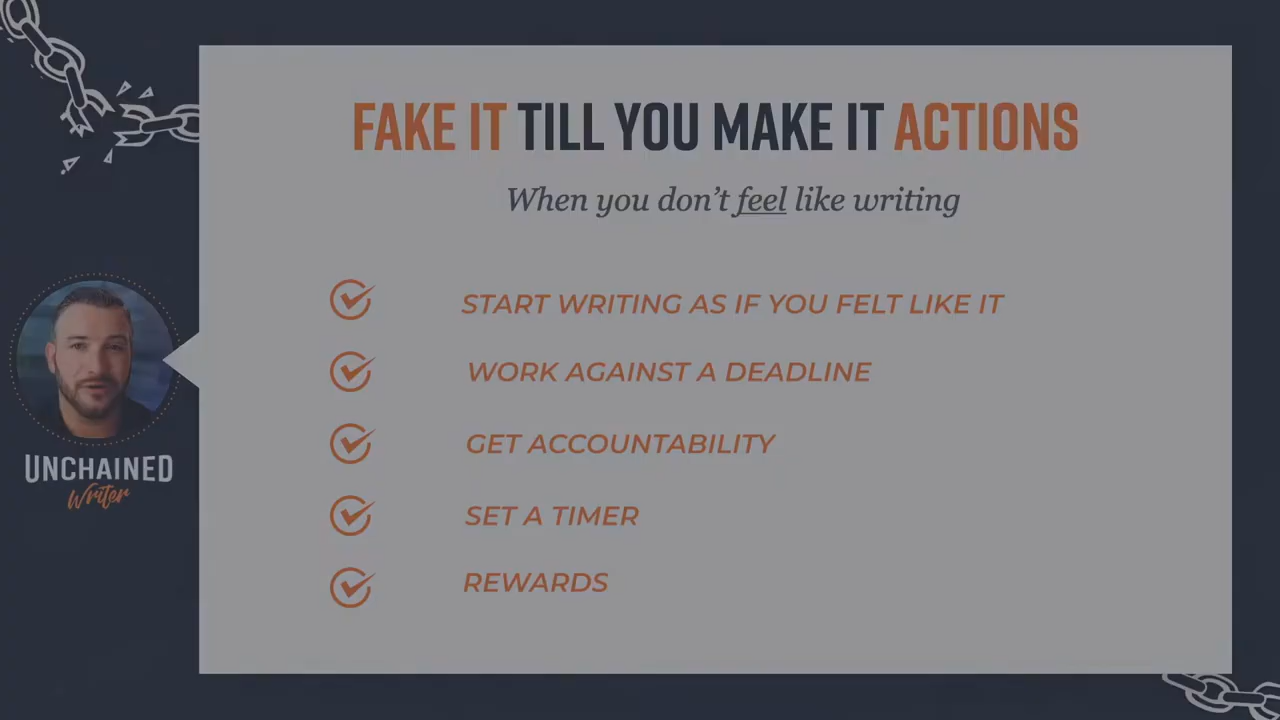 FAKE IT TILL YOU MAKE IT ACTIONS
When you don't feel like writing
START WRITING AS IF YOU FELT LIKE IT
WORK AGAINST A DEADLINE
GET ACCOUNTABILITY
SET A TIMER
REWARDS
UNCHAINED
Writer